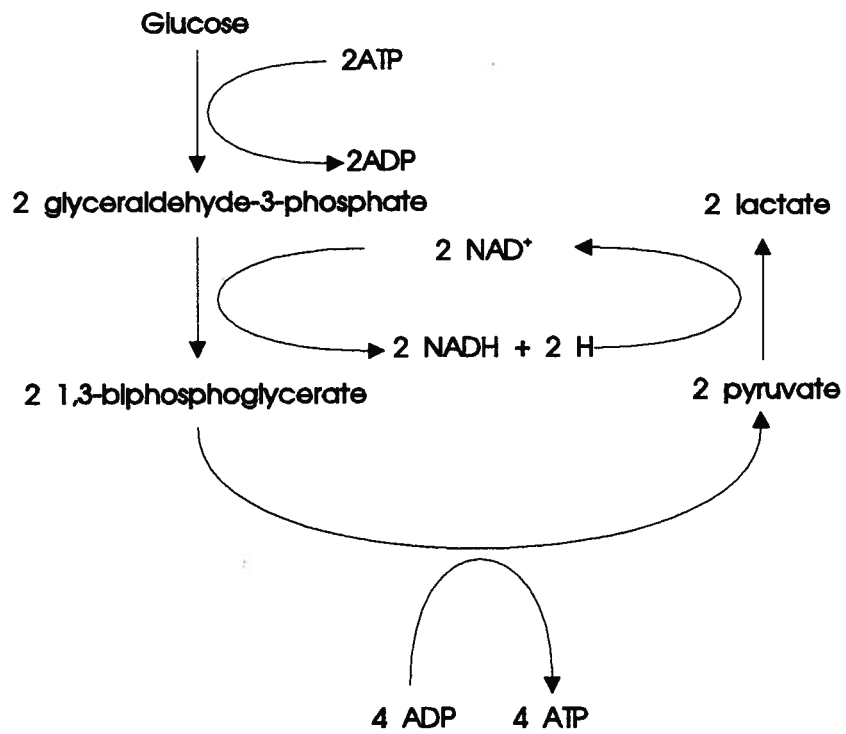 Glucose
2ATP
2ADP
2 glyceraldehyde-3-phosphate
2 lactate
2 NAD⁺
2 NADH + 2 H
2 1,3-biphosphoglycerate
2 pyruvate
4 ADP
4 ATP